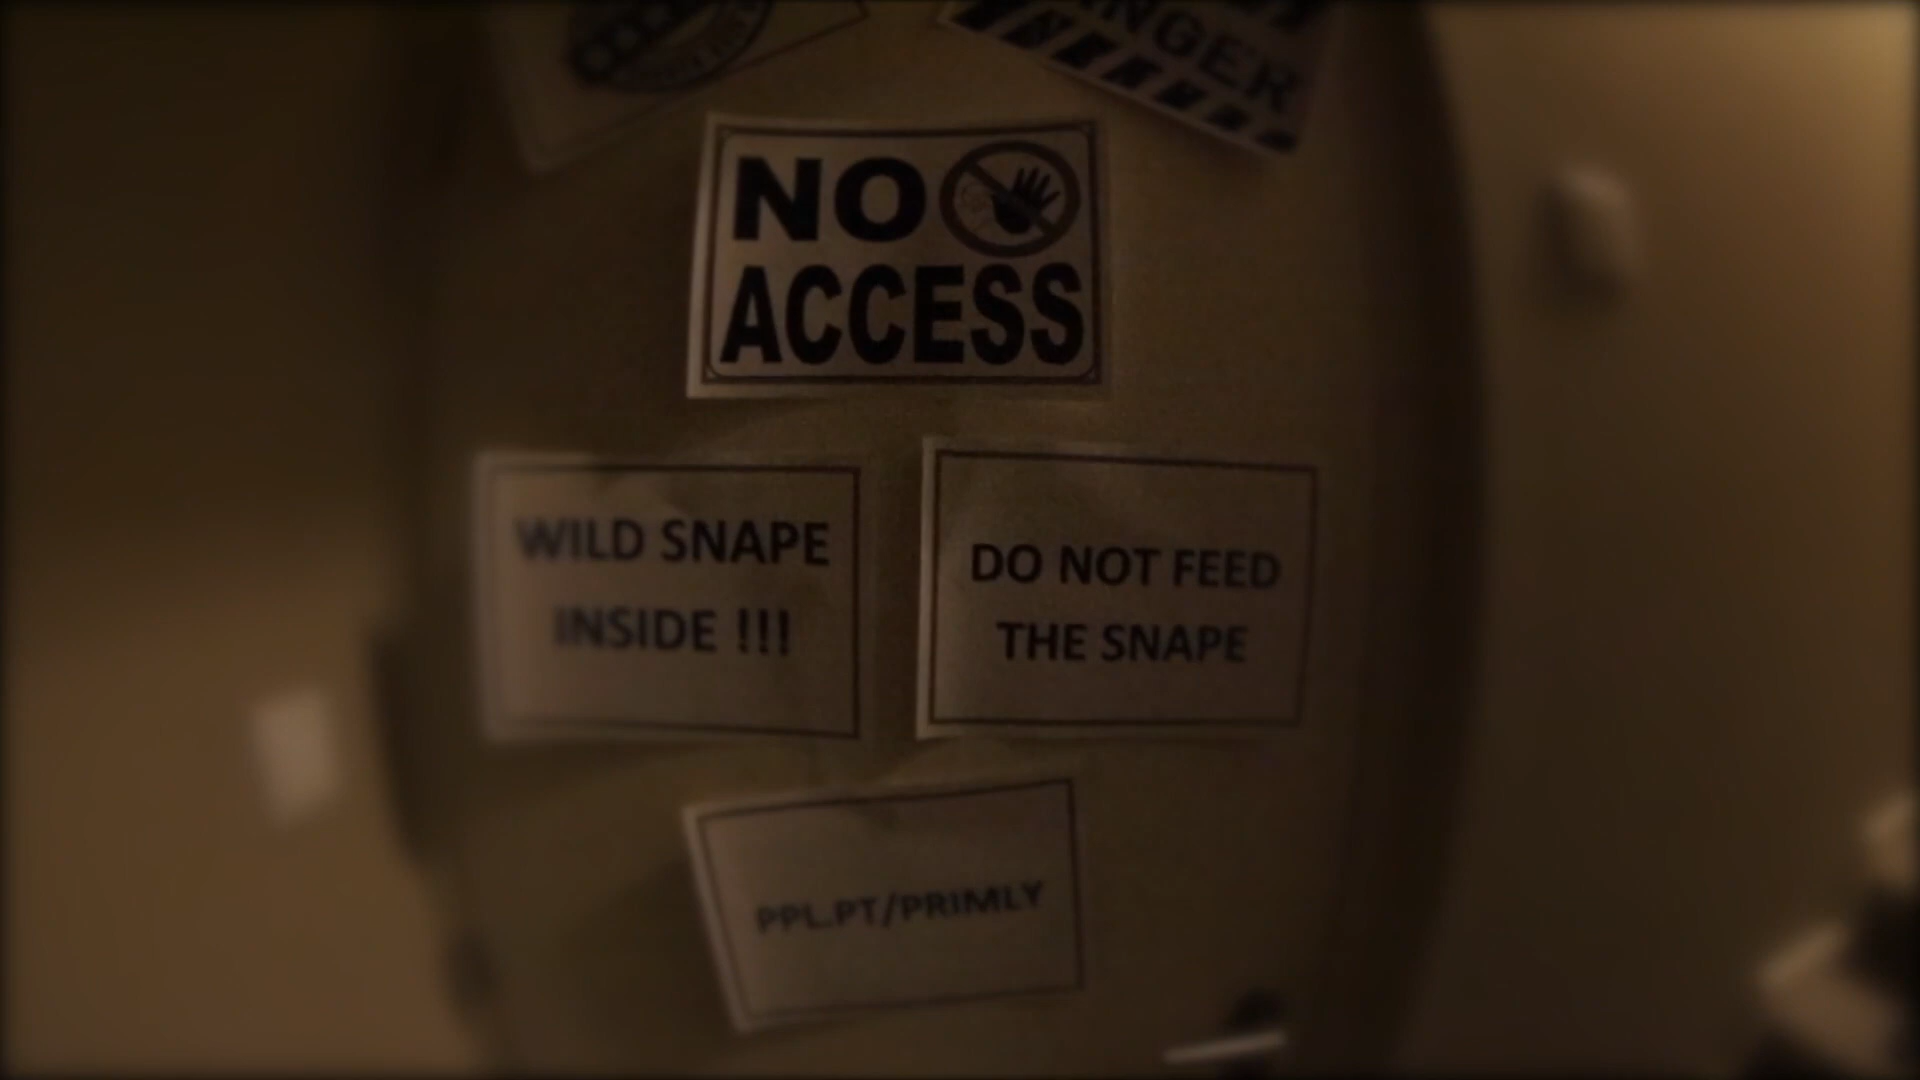 NO
ACCESS
WILD SNAPE
INSIDE !!!
DO NOT FEED
THE SNAPE
PPL.PT/PRIMLY